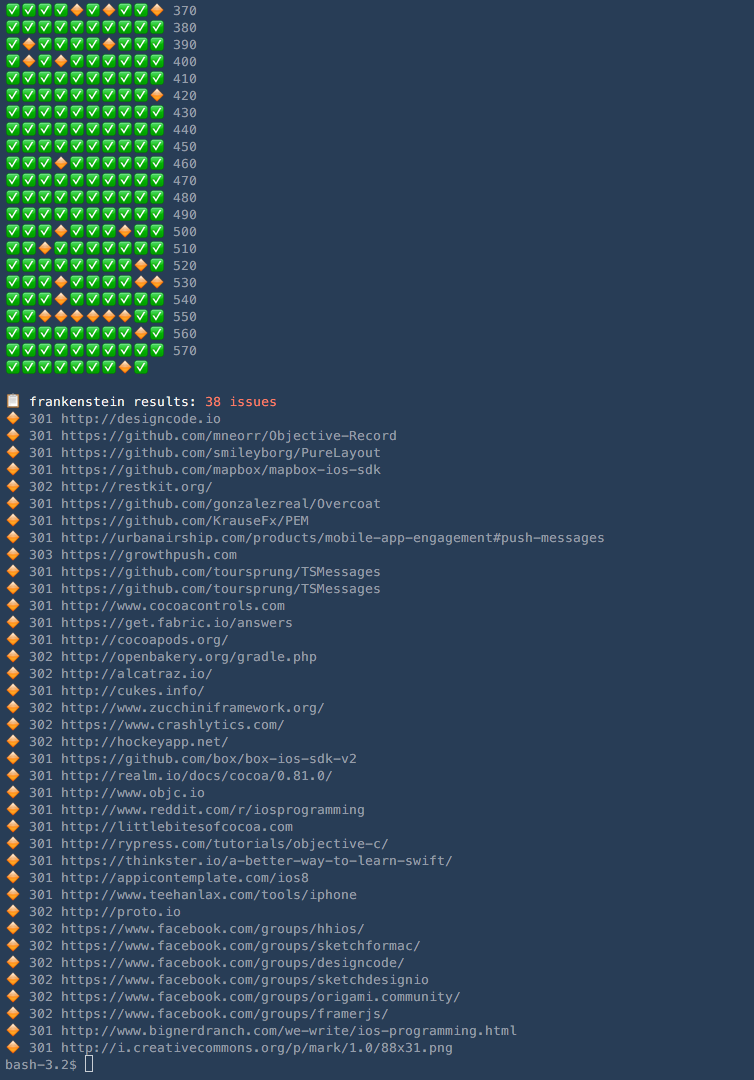 370
380
390
400
410
420
430
440
450
460
470
480
490
500
510
520
530
540
550
560
570
frankenstein results: 38 issues
301 http://designcode.io
301 https://github.com/mneorr/Objective-Record
301 https://github.com/smileyborg/PureLayout
301 https://github.com/mapbox/mapbox-ios-sdk
302 http://restkit.org/
301 https://github.com/gonzalezreal/Overcoat
301 https://github.com/KrauseFx/PEM
301 http://urbanairship.com/products/mobile-app-engagement#push-messages
303 https://growthpush.com
301 https://github.com/toursprung/TSMessages
301 https://github.com/toursprung/TSMessages
301 http://www.cocoacontrols.com
301 https://get.fabric.io/answers
301 http://cocoapods.org/
302 http://openbakery.org/gradle.php
302 http://alcatraz.io/
301 http://cukes.info/
302 http://www.zucchiniframework.org/
302 https://www.crashlytics.com/
302 http://hockeyapp.net/
301 https://github.com/box/box-ios-sdk-v2
301 http://realm.io/docs/cocoa/0.81.0/
301 http://www.objc.io
301 http://www.reddit.com/r/iosprogramming
301 http://littlebitesofcocoa.com
301 http://rypress.com/tutorials/objective-c/
301 https://thinkster.io/a-better-way-to-learn-swift/
301 http://appicontemplate.com/ios8
301 http://www.teehanlax.com/tools/iphone
302 http://proto.io
302 https://www.facebook.com/groups/hhios/
302 https://www.facebook.com/groups/sketchformac/
302 https://www.facebook.com/groups/designcode/
302 https://www.facebook.com/groups/sketchdesignio
302 https://www.facebook.com/groups/origami.community/
302 https://www.facebook.com/groups/framerjs/
301 http://www.bignerdranch.com/we-write/ios-programming.html
301 http://i.creativecommons.org/p/mark/1.0/88x31.png
bash-3.2$